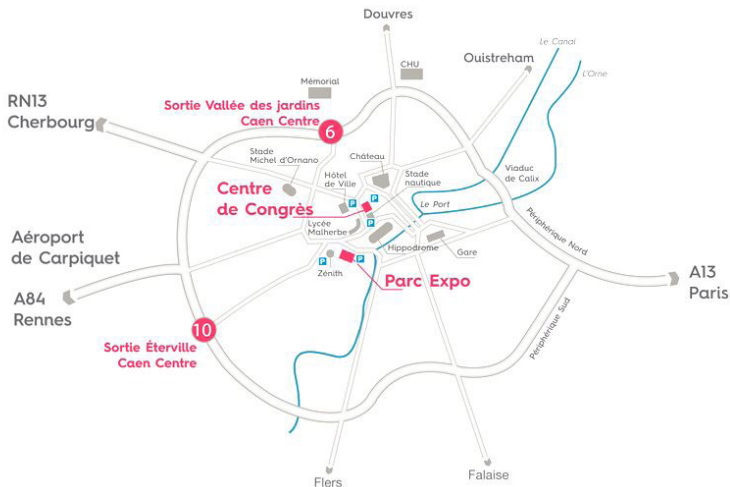 Douvres
Le Canal
Ouistreham
CHU
L'Orne
Mémorial
RN13
Cherbourg
Sortie Vallée des jardins
Caen Centre
6
Stade
Michel d'Ornano
Château
Hôtel
de Ville
Stade
nautique
Viaduc
de Calix
Centre
de Congrès
P
P
P
Le Port
Lycée
Malherbe
Périphérique Nord
Hippodrome
Gare
Aéroport
de Carpiquet
P
P
Zénith
Parc Expo
A13
Paris
A84
Rennes
10
Sortie Éterville
Caen Centre
Périphérique Sud
Flers
Falaise